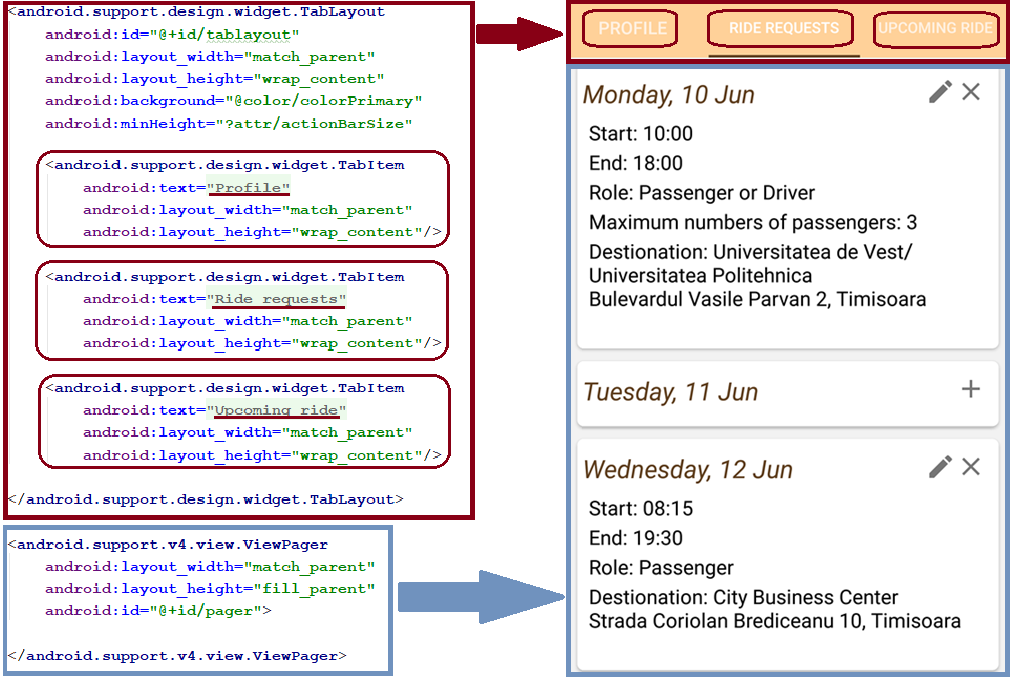 <android.support.design.widget.TabLayout
android:id="@+id/tablayout"
android:layout_width="match_parent"
android:layout_height="wrap_content"
android:background="@color/colorPrimary"
android:minHeight="?attr/actionBarSize"
<android.support.design.widget.TabItem
android:text="Profile"
android:layout_width="match_parent"
android:layout_height="wrap_content"/>
<android.support.design.widget.TabItem
android:text="Ride requests"
android:layout_width="match_parent"
android:layout_height="wrap_content"/>
<android.support.design.widget.TabItem
android:text="Upcoming ride"
android:layout_width="match_parent"
android:layout_height="wrap_content"/>
</android.support.design.widget.TabLayout>
<android.support.v4.view.ViewPager
android:layout_width="match_parent"
android:layout_height="fill_parent"
android:id="@+id/pager">
</android.support.v4.view.ViewPager>
PROFILE RIDE REQUESTS UPCOMING RIDE
Monday, 10 Jun
Start: 10:00
End: 18:00
Role: Passenger or Driver
Maximum numbers of passengers: 3
Destionation: Universitatea de Vest/
Universitatea Politehnica
Bulevardul Vasile Parvan 2, Timisoara
Tuesday, 11 Jun
Wednesday, 12 Jun
Start: 08:15
End: 19:30
Role: Passenger
Destionation: City Business Center
Strada Coriolan Brediceanu 10, Timisoara